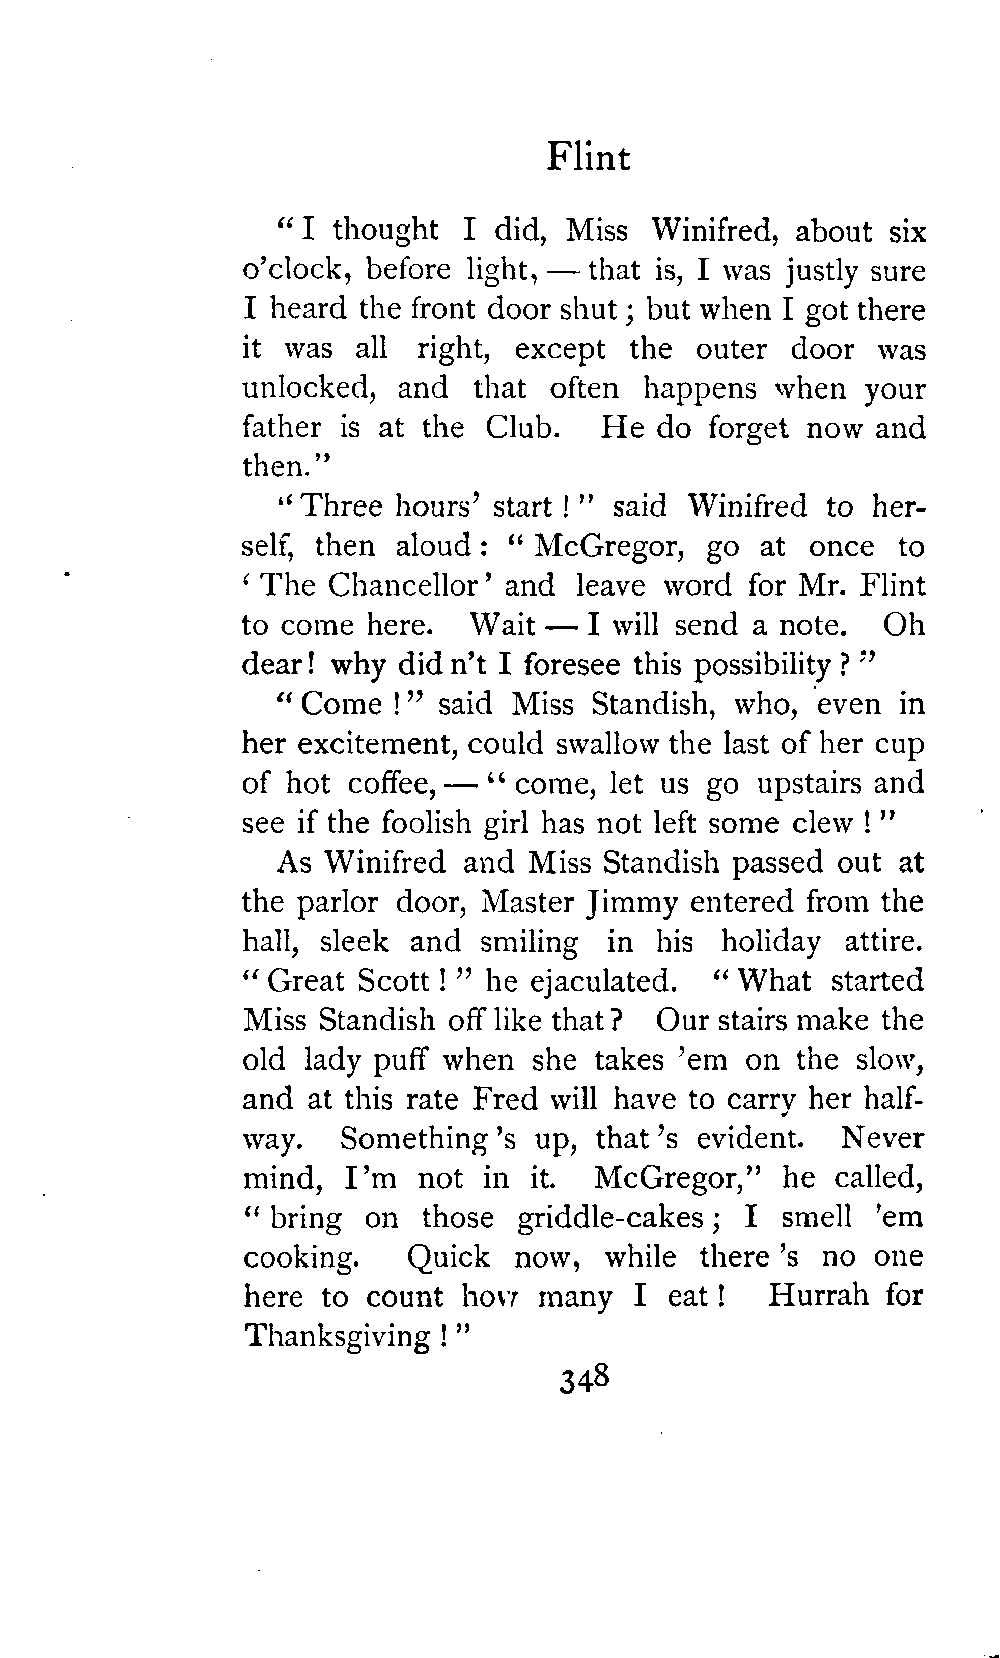 Flint
"I thought I did, Miss Winifred, about six
o'clock, before light, — that is, I was justly sure
I heard the front door shut; but when I got there
it was all right, except the outer door was
unlocked, and that often happens when your
father is at the Club. He do forget now and
then."
"Three hours' start!" said Winifred to her-
self, then aloud: "McGregor, go at once to
'The Chancellor' and leave word for Mr. Flint
to come here. Wait — I will send a note. Oh
dear! why did n't I foresee this possibility?"
"Come!" said Miss Standish, who, even in
her excitement, could swallow the last of her cup
of hot coffee, — "come, let us go upstairs and
see if the foolish girl has not left some clew!"
As Winifred and Miss Standish passed out at
the parlor door, Master Jimmy entered from the
hall, sleek and smiling in his holiday attire.
"Great Scott!" he ejaculated. "What started
Miss Standish off like that? Our stairs make the
old lady puff when she takes 'em on the slow,
and at this rate Fred will have to carry her half-
way. Something 's up, that 's evident. Never
mind, I 'm not in it. McGregor," he called,
"bring on those griddle-cakes; I smell 'em
cooking. Quick now, while there 's no one
here to count how many I eat! Hurrah for
Thanksgiving!"
348